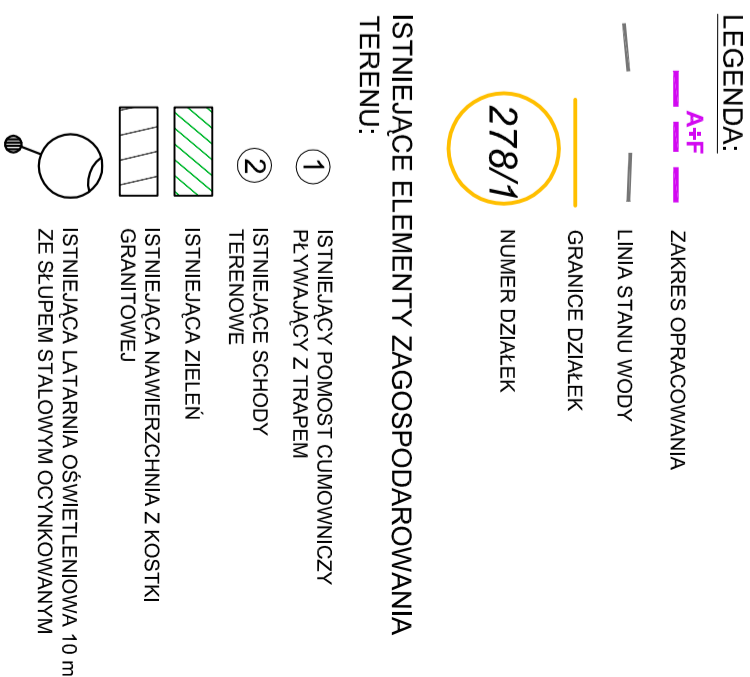 LEGENDA:
A÷F
ZAKRES OPRACOWANIA
LINIA STANU WODY
GRANICE DZIAŁEK
278/1
NUMER DZIAŁEK
ISTNIEJĄCE ELEMENTY ZAGOSPODAROWANIA
TERENU:
1
ISTNIEJĄCY POMOST CUMOWNICZY
PŁYWAJĄCY Z TRAPEM
2
ISTNIEJĄCE SCHODY
TERENOWE
ISTNIEJĄCA ZIELEŃ
ISTNIEJĄCA NAWIERZCHNIA Z KOSTKI
GRANITOWEJ
ISTNIEJĄCA LATARNIA OŚWIETLENIOWA 10 m
ZE SŁUPEM STALOWYM OCYNKOWANYM